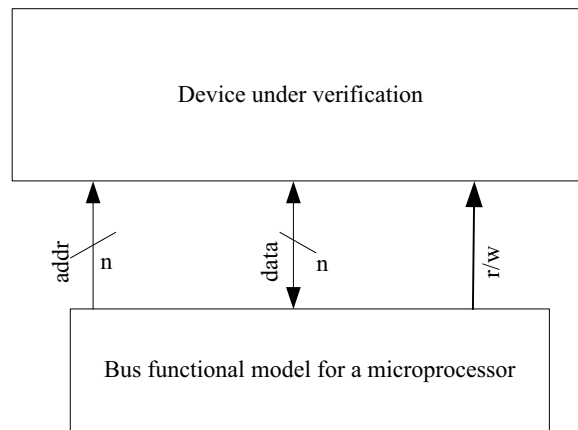 Device under verification
addr
n
data
n
r/w
Bus functional model for a microprocessor